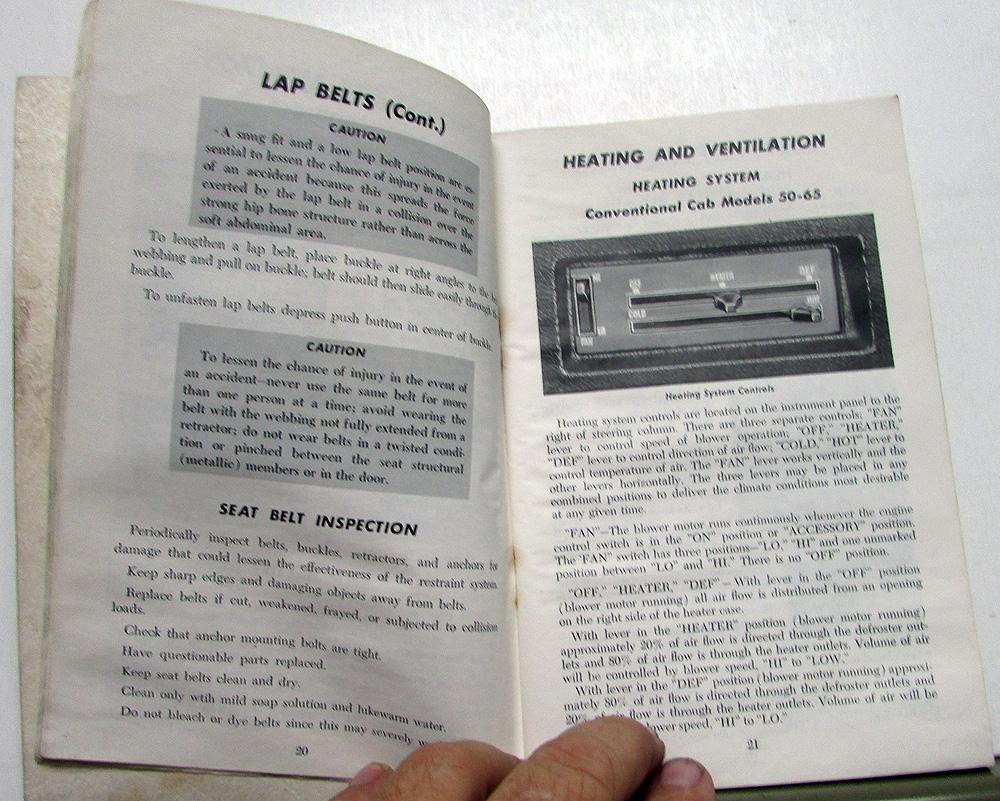 LAP BELTS (Cont.)
CAUTION
A snug fit and a low lap belt position are es-
sential to lessen the chance of injury in the event
of an accident because this spreads the force
exerted by the lap belt in a collision over the
strong hip bone structure rather than across the
soft abdominal area.
To lengthen a lap belt, place buckle at right angles to the
webbing and pull on buckle; belt should then slide easily through
buckle.
To unfasten lap belts depress push button in center of buckle.
CAUTION
To lessen the chance of injury in the event of
an accident—never use the same belt for more
than one person at a time; avoid wearing the
belt with the webbing not fully extended from a
retractor; do not wear belts in a twisted condi-
tion or pinched between the seat structural
(metallic) members or in the door.
SEAT BELT INSPECTION
Periodically inspect belts, buckles, retractors, and anchors for
damage that could lessen the effectiveness of the restraint system.
Keep sharp edges and damaging objects away from belts.
Replace belts if cut, weakened, frayed, or subjected to collision
loads.
Check that anchor mounting bolts are tight.
Have questionable parts replaced.
Keep seat belts clean and dry.
Clean only wtih mild soap solution and lukewarm water.
Do not bleach or dye belts since this may severely
20
HEATING AND VENTILATION
HEATING SYSTEM
Conventional Cab Models 50-65
HI
OFF
HEATER
DEF
COLD
HOT
LO
FAN
Heating System Controls
Heating system controls are located on the instrument panel to the
right of steering column. There are three separate controls; "FAN"
lever to control speed of blower operation, "OFF," "HEATER,"
"DEF" lever to control direction of air flow; "COLD," "HOT" lever to
control temperature of air. The "FAN" lever works vertically and the
other levers horizontally. The three levers may be placed in any
combined positions to deliver the climate conditions most desirable
at any given time.
"FAN"—The blower motor runs continuously whenever the engine
control switch is in the "ON" position or "ACCESSORY" position.
The "FAN" switch has three positions—"LO," "HI" and one unmarked
position between "LO" and "HI." There is no "OFF" position.
"OFF," "HEATER," "DEF" — With lever in the "OFF" position
(blower motor running) all air flow is distributed from an opening
on the right side of the heater case.
With lever in the "HEATER" position (blower motor running)
approximately 20% of air flow is directed through the defroster out-
lets and 80% of air flow is through the heater outlets. Volume of air
will be controlled by blower speed, "HI" to "LOW."
With lever in the "DEF" position (blower motor running) approxi-
mately 80% of air flow is directed through the defroster outlets and
20% flow is through the heater outlets. Volume of air will be
speed, "HI" to "LO."
21